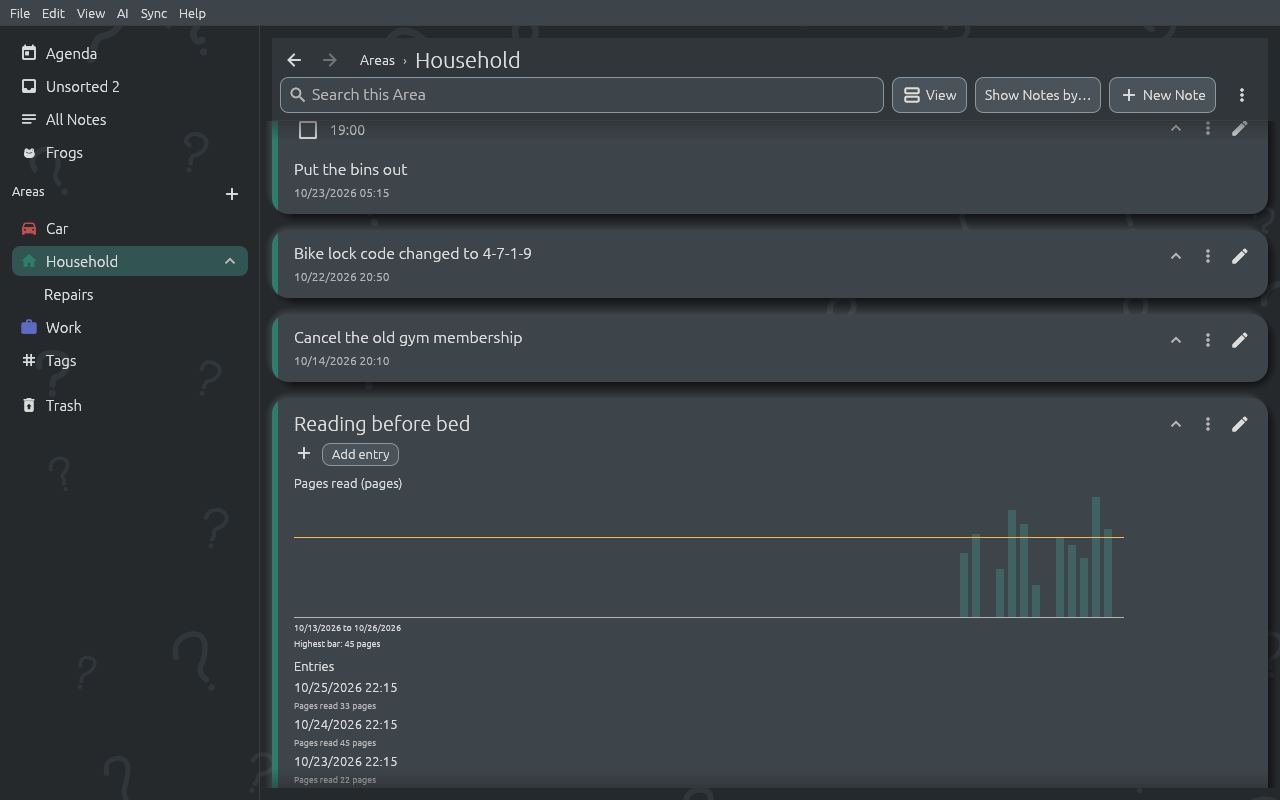 File Edit View AI Sync Help
Agenda
Unsorted 2
All Notes
Frogs
Areas
Car
Household
Repairs
Work
Tags
Trash
Areas › Household
Search this Area
View
Show Notes by...
New Note
19:00
Put the bins out
10/23/2026 05:15
Bike lock code changed to 4-7-1-9
10/22/2026 20:50
Cancel the old gym membership
10/14/2026 20:10
Reading before bed
Add entry
Pages read (pages)
10/13/2026 to 10/26/2026
Highest bar: 45 pages
Entries
10/25/2026 22:15
Pages read 33 pages
10/24/2026 22:15
Pages read 45 pages
10/23/2026 22:15
Pages read 22 pages